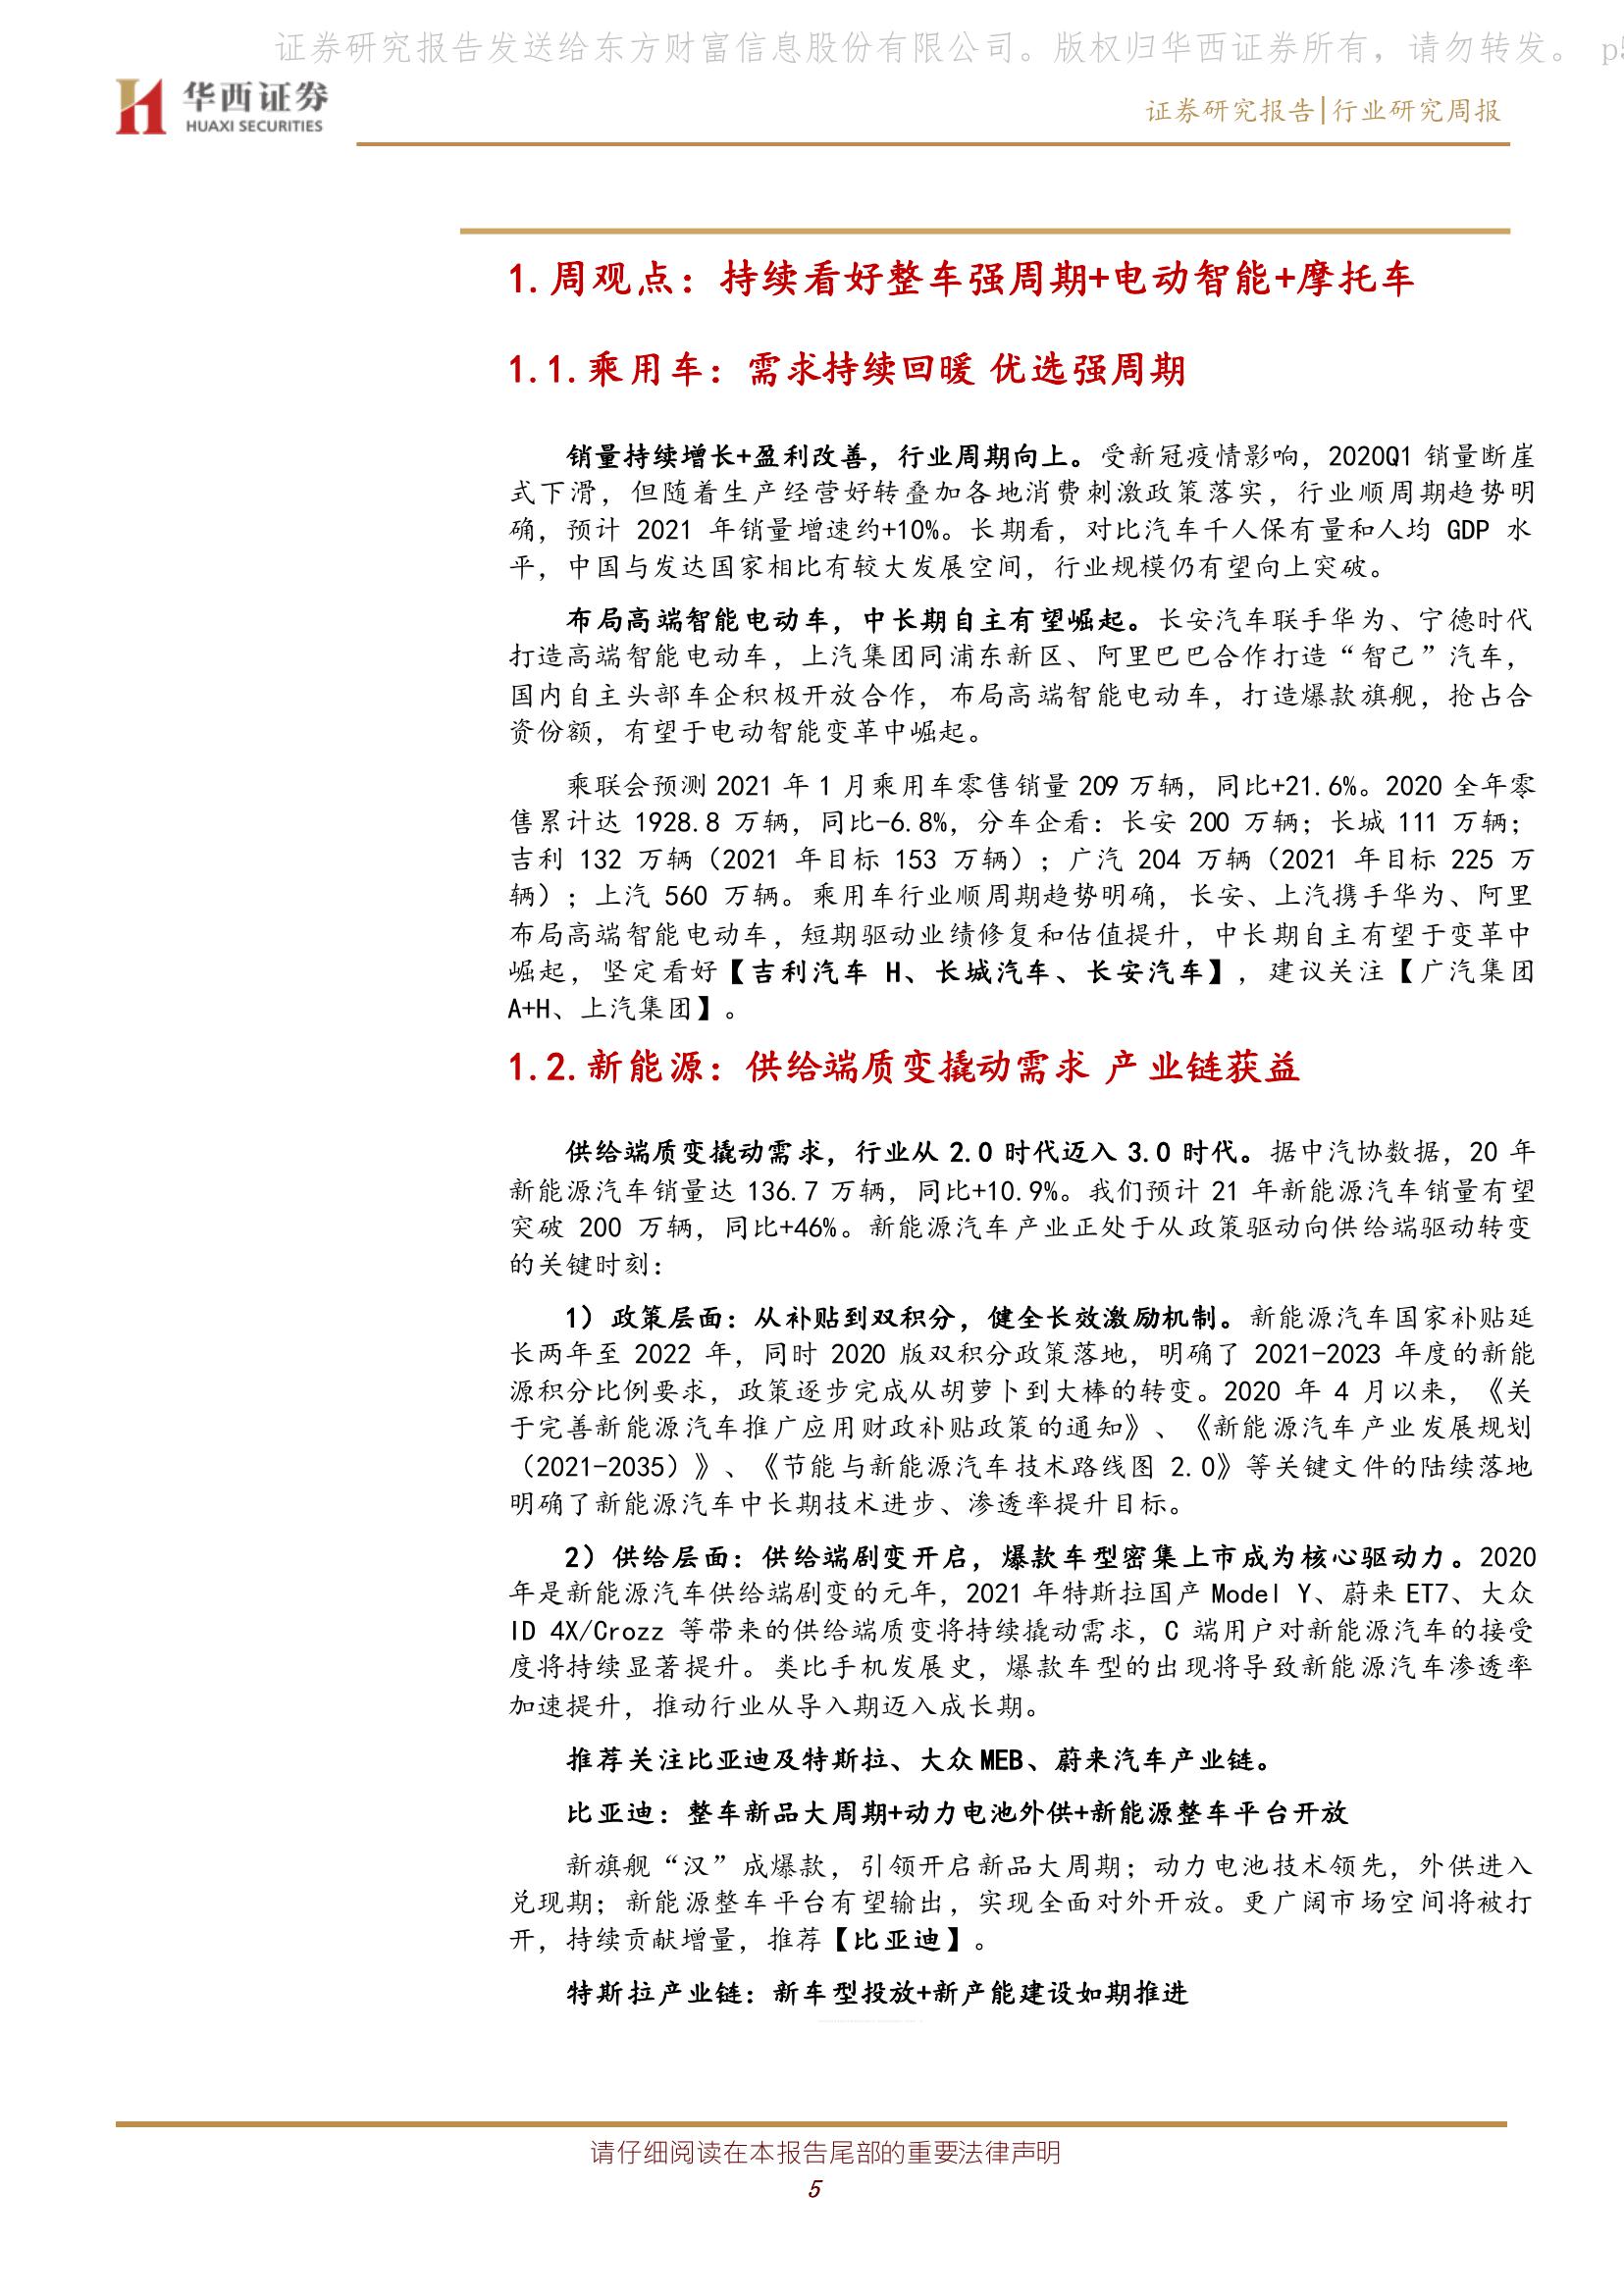 证券研究报告发送给东方财富信息股份有限公司。版权归华西证券所有，请勿转发。 p5
华西证券
HUAXI SECURITIES
证券研究报告|行业研究周报
1.周观点：持续看好整车强周期+电动智能+摩托车
1.1.乘用车：需求持续回暖 优选强周期
销量持续增长+盈利改善，行业周期向上。受新冠疫情影响，2020Q1 销量断崖
式下滑，但随着生产经营好转叠加各地消费刺激政策落实，行业顺周期趋势明
确，预计 2021 年销量增速约+10%。长期看，对比汽车千人保有量和人均 GDP 水
平，中国与发达国家相比有较大发展空间，行业规模仍有望向上突破。
布局高端智能电动车，中长期自主有望崛起。长安汽车联手华为、宁德时代
打造高端智能电动车，上汽集团同浦东新区、阿里巴巴合作打造“智己”汽车，
国内自主头部车企积极开放合作，布局高端智能电动车，打造爆款旗舰，抢占合
资份额，有望于电动智能变革中崛起。
乘联会预测 2021 年 1 月乘用车零售销量 209 万辆，同比+21.6%。2020 全年零
售累计达 1928.8 万辆，同比-6.8%，分车企看：长安 200 万辆；长城 111 万辆；
吉利 132 万辆（2021 年目标 153 万辆）；广汽 204 万辆（2021 年目标 225 万
辆）；上汽 560 万辆。乘用车行业顺周期趋势明确，长安、上汽携手华为、阿里
布局高端智能电动车，短期驱动业绩修复和估值提升，中长期自主有望于变革中
崛起，坚定看好【吉利汽车 H、长城汽车、长安汽车】，建议关注【广汽集团
A+H、上汽集团】。
1.2.新能源：供给端质变撬动需求 产业链获益
供给端质变撬动需求，行业从 2.0 时代迈入 3.0 时代。据中汽协数据，20 年
新能源汽车销量达 136.7 万辆，同比+10.9%。我们预计 21 年新能源汽车销量有望
突破 200 万辆，同比+46%。新能源汽车产业正处于从政策驱动向供给端驱动转变
的关键时刻：
1）政策层面：从补贴到双积分，健全长效激励机制。新能源汽车国家补贴延
长两年至 2022 年，同时 2020 版双积分政策落地，明确了 2021-2023 年度的新能
源积分比例要求，政策逐步完成从胡萝卜到大棒的转变。2020 年 4 月以来，《关
于完善新能源汽车推广应用财政补贴政策的通知》、《新能源汽车产业发展规划
（2021-2035）》、《节能与新能源汽车技术路线图 2.0》等关键文件的陆续落地
明确了新能源汽车中长期技术进步、渗透率提升目标。
2）供给层面：供给端剧变开启，爆款车型密集上市成为核心驱动力。2020
年是新能源汽车供给端剧变的元年，2021 年特斯拉国产 Model Y、蔚来 ET7、大众
ID 4X/Crozz 等带来的供给端质变将持续撬动需求，C 端用户对新能源汽车的接受
度将持续显著提升。类比手机发展史，爆款车型的出现将导致新能源汽车渗透率
加速提升，推动行业从导入期迈入成长期。
推荐关注比亚迪及特斯拉、大众 MEB、蔚来汽车产业链。
比亚迪：整车新品大周期+动力电池外供+新能源整车平台开放
新旗舰“汉”成爆款，引领开启新品大周期；动力电池技术领先，外供进入
兑现期；新能源整车平台有望输出，实现全面对外开放。更广阔市场空间将被打
开，持续贡献增量，推荐【比亚迪】。
特斯拉产业链：新车型投放+新产能建设如期推进
请仔细阅读在本报告尾部的重要法律声明
5